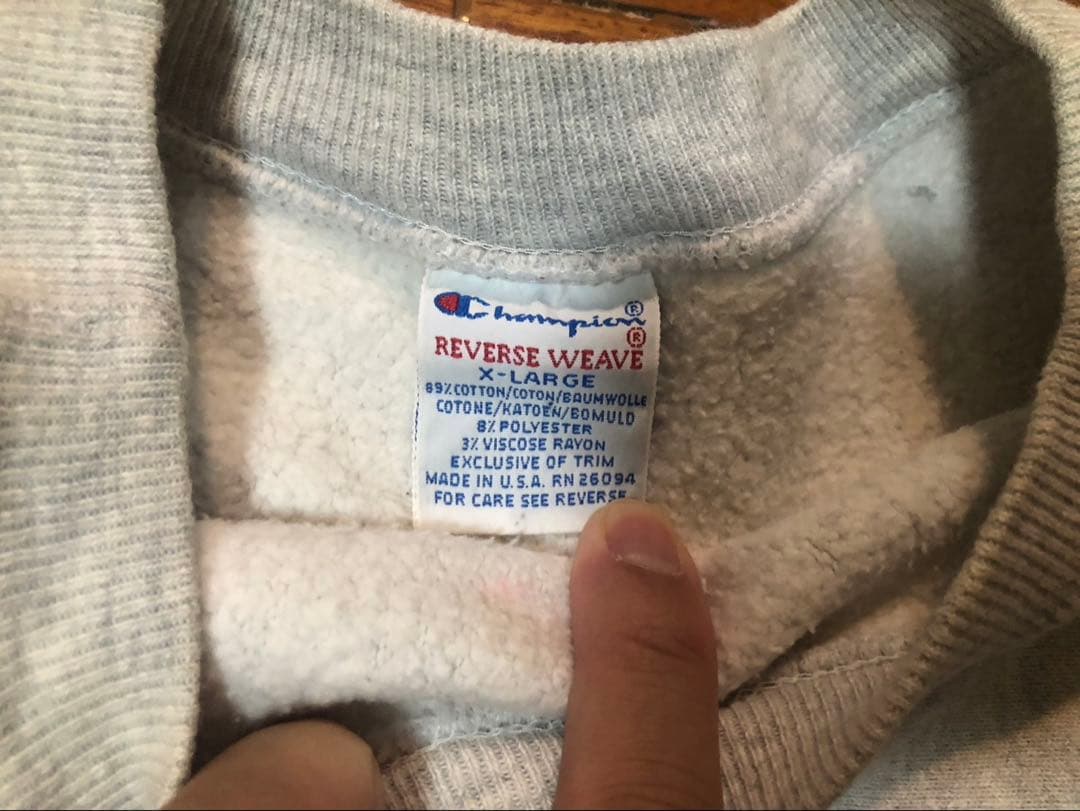 Champion®
REVERSE WEAVE®
X-LARGE
89% COTTON/COTON/BAUMWOLLE
COTONE/KATOEN/BOMULD
8% POLYESTER
3% VISCOSE RAYON
EXCLUSIVE OF TRIM
MADE IN U.S.A. RN 26094
FOR CARE SEE REVERSE